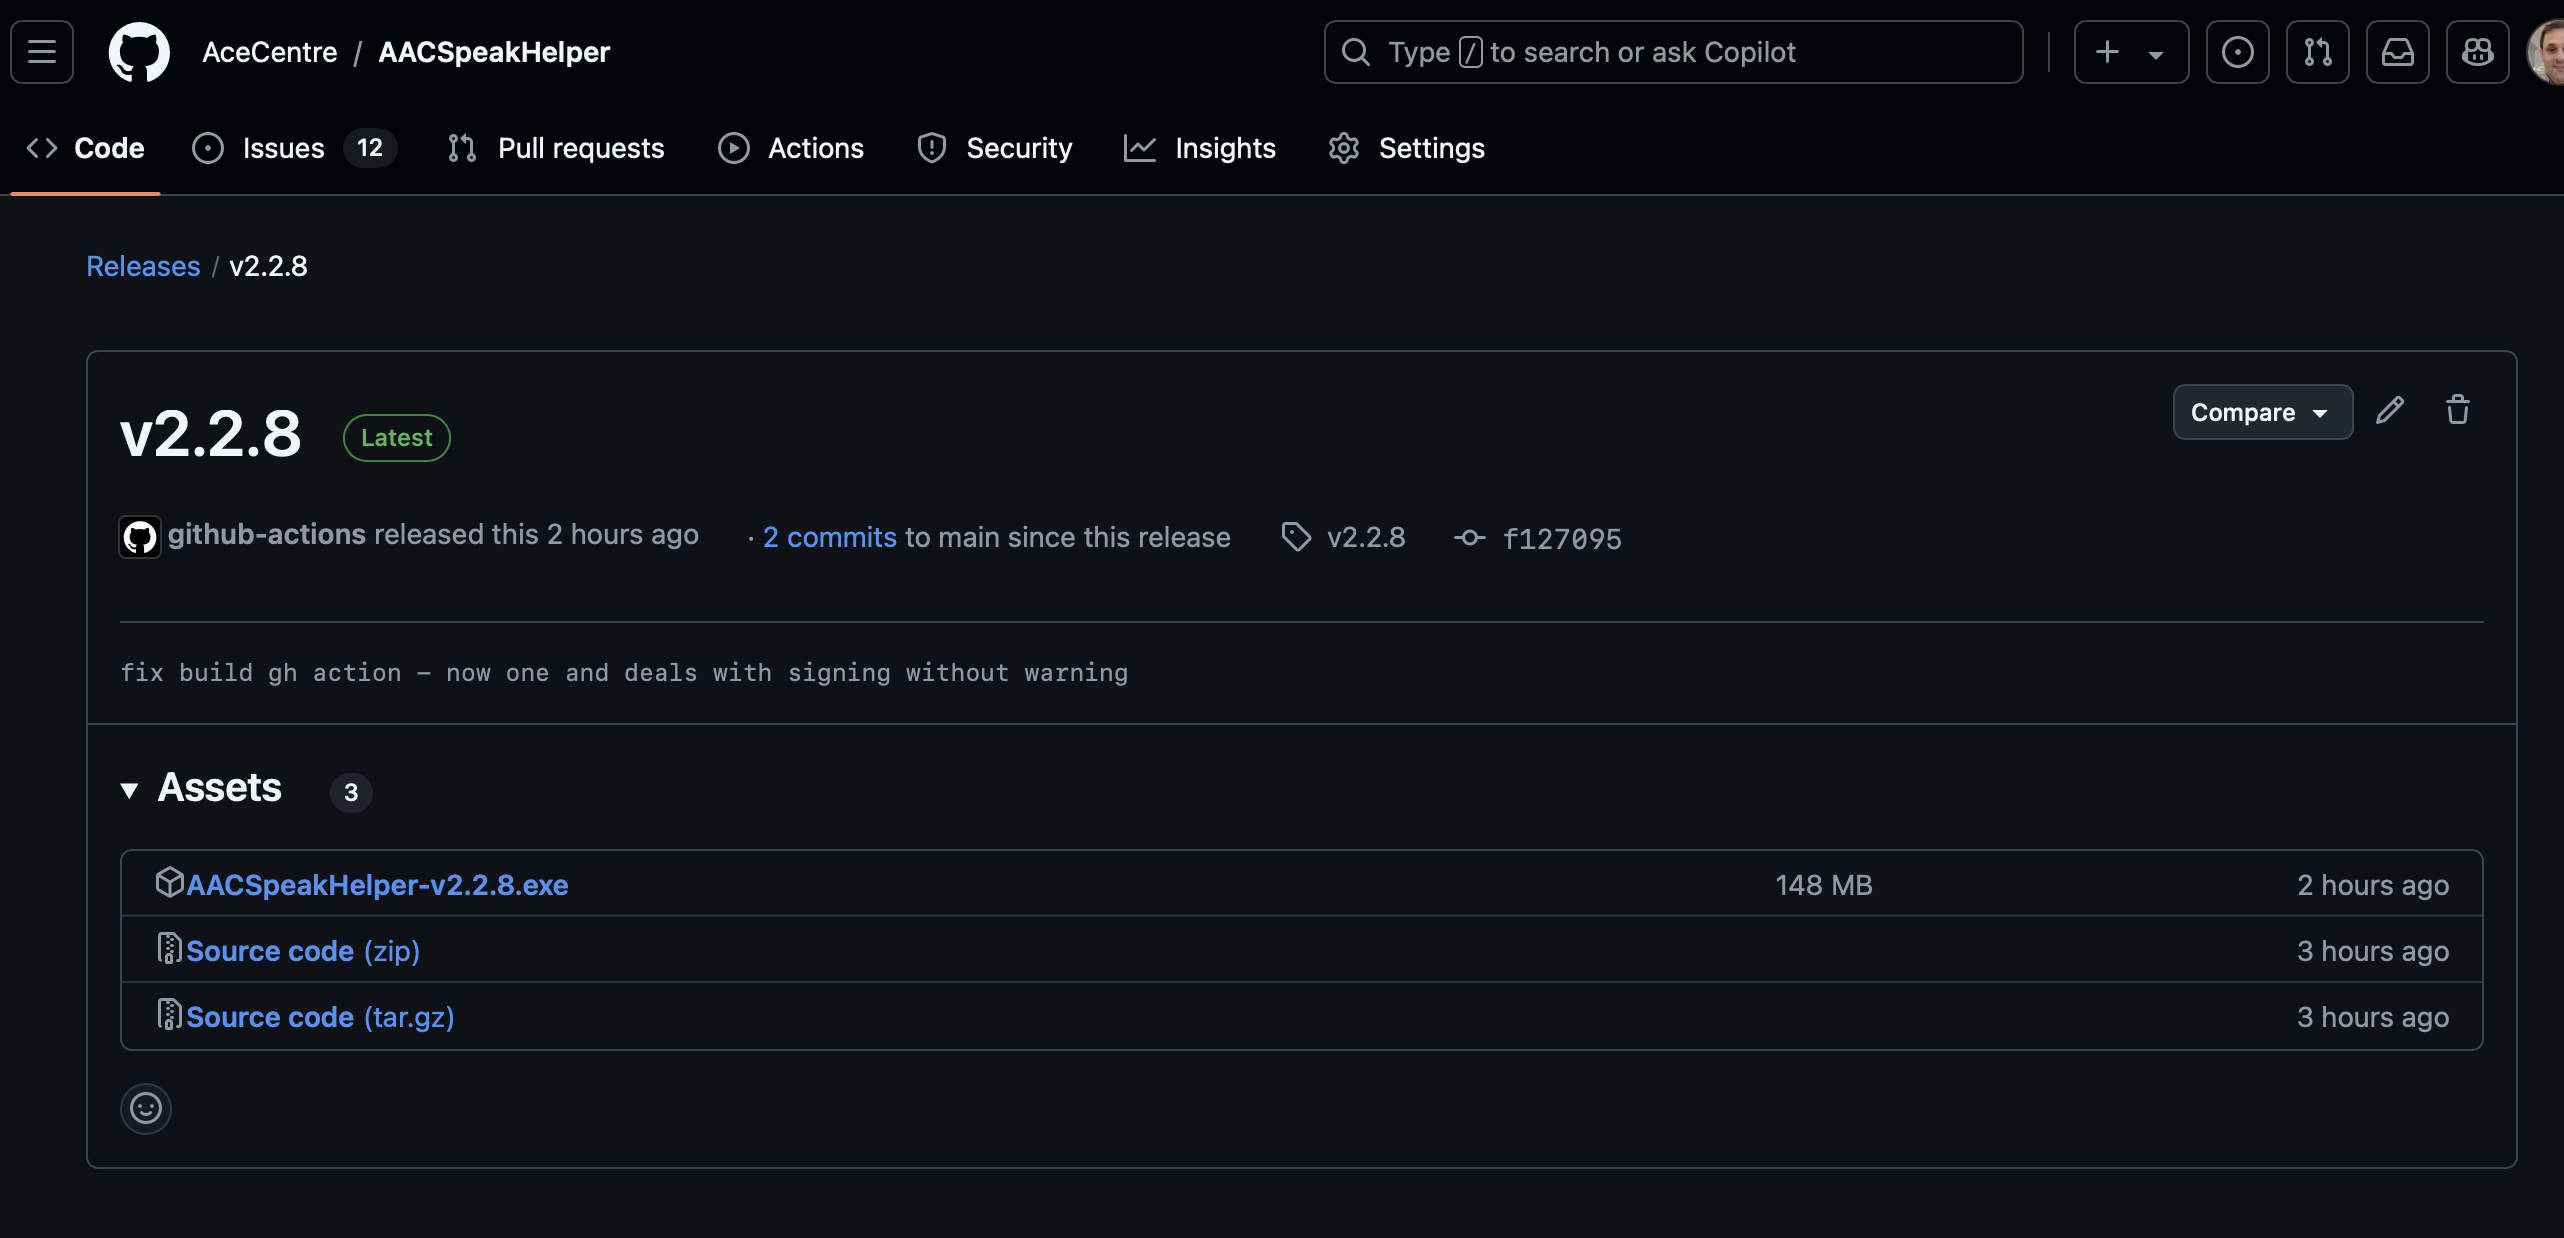 AceCentre / AACSpeakHelper
Type / to search or ask Copilot
Code
Issues 12
Pull requests
Actions
Security
Insights
Settings
Releases / v2.2.8
v2.2.8 Latest
Compare
github-actions released this 2 hours ago · 2 commits to main since this release v2.2.8 f127095
fix build gh action – now one and deals with signing without warning
Assets 3
AACSpeakHelper-v2.2.8.exe 148 MB 2 hours ago
Source code (zip) 3 hours ago
Source code (tar.gz) 3 hours ago